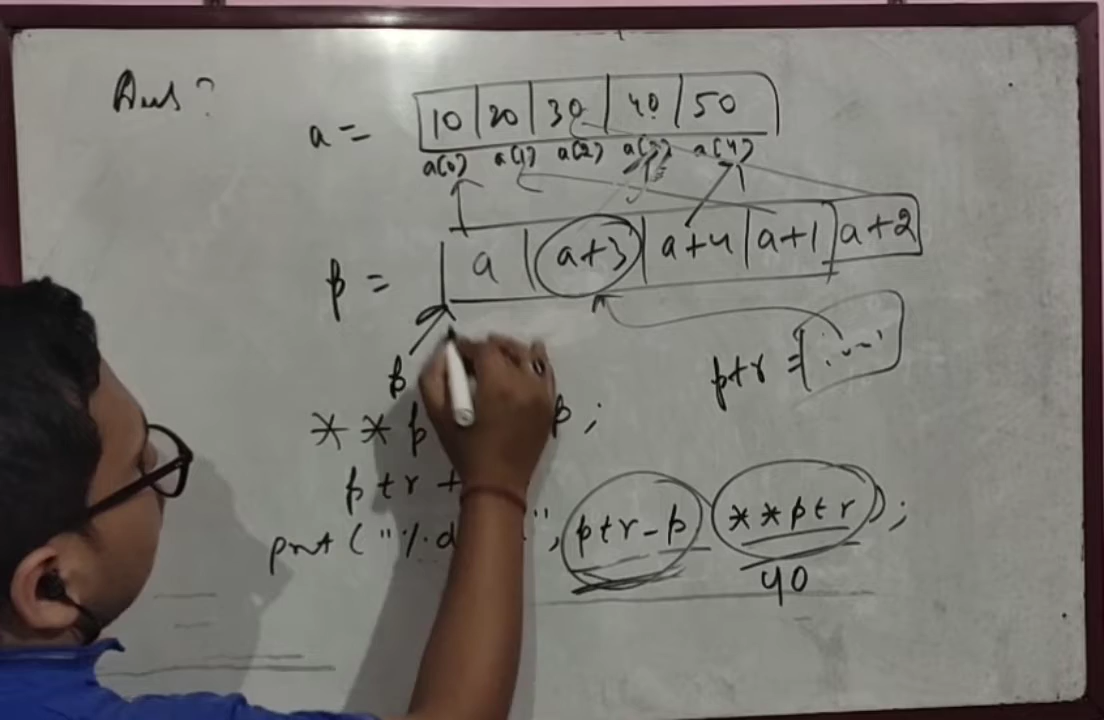 Ans?
a = 10 20 30 40 50
a(0) a(1) a(2) a(3) a(4)
p = a a+3 a+4 a+1 a+2
ptr =
p
**p p;
ptr +
prnt ("%d ", ptr-p **ptr);
40